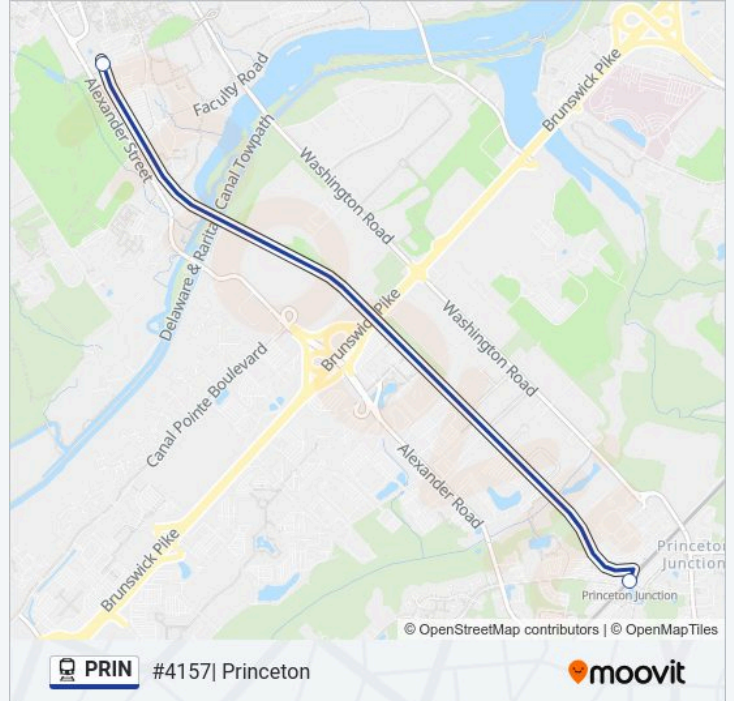 Brunswick Pike
Faculty Road
Alexander Street
Delaware & Raritan Canal Towpath
Washington Road
Brunswick Pike
Washington Road
Canal Pointe Boulevard
Alexander Road
Brunswick Pike
Princeton
Junction
Princeton Junction
© OpenStreetMap contributors | © OpenMapTiles
PRIN #4157| Princeton
moovit